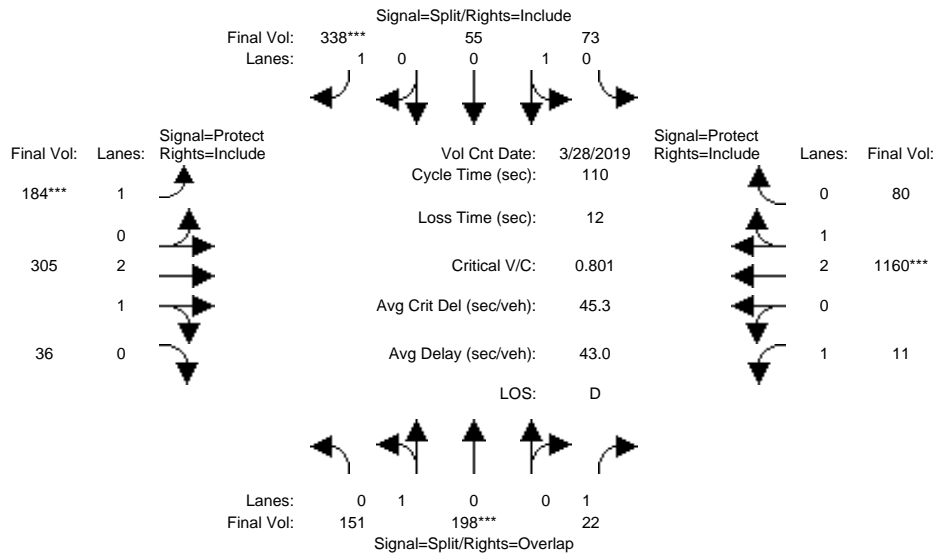 Signal=Split/Rights=Include
Final Vol: 338*** 55 73
Lanes: 1 0 0 1 0
Signal=Protect Signal=Protect
Final Vol: Lanes: Rights=Include Vol Cnt Date: 3/28/2019 Rights=Include Lanes: Final Vol:
Cycle Time (sec): 110
184*** 1 0 80
Loss Time (sec): 12
0 1
305 2 Critical V/C: 0.801 2 1160***
1 Avg Crit Del (sec/veh): 45.3 0
36 0 Avg Delay (sec/veh): 43.0 1 11
LOS: D
Lanes: 0 1 0 0 1
Final Vol: 151 198*** 22
Signal=Split/Rights=Overlap